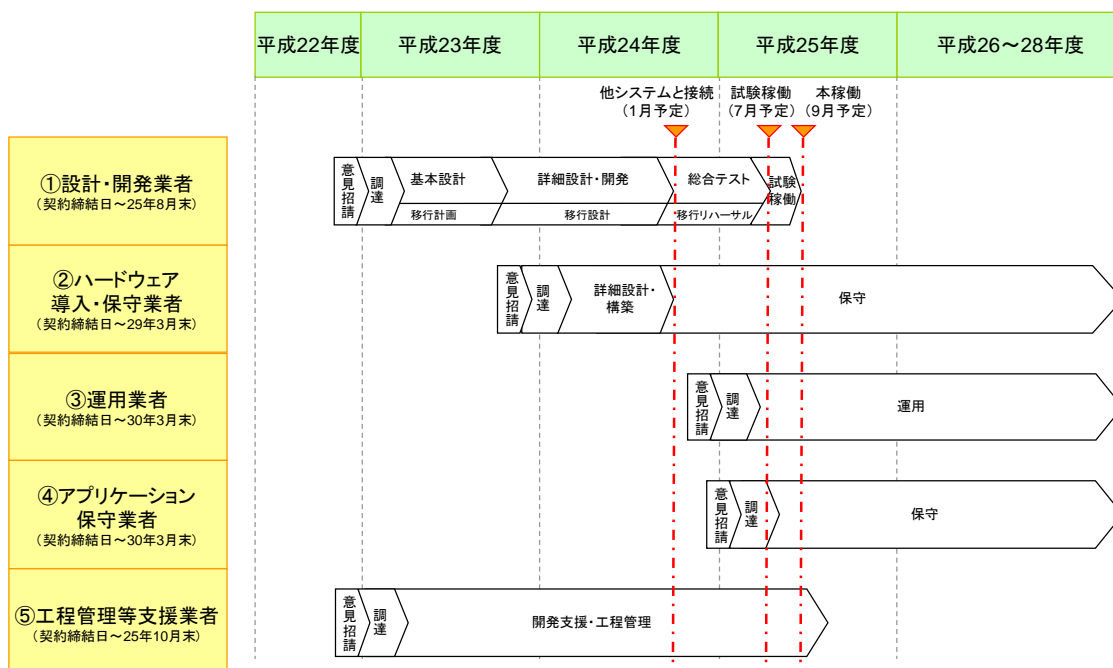 平成22年度
平成23年度
平成24年度
平成25年度
平成26～28年度
他システムと接続
（1月予定）
試験稼働
（7月予定）
本稼働
（9月予定）
①設計・開発業者
（契約締結日～25年8月末）
意見招請
調達
基本設計
詳細設計・開発
総合テスト
試験
稼働
移行計画
移行設計
移行リハーサル
②ハードウェア
導入・保守業者
（契約締結日～29年3月末）
意見招請
調達
詳細設計・
構築
保守
③運用業者
（契約締結日～30年3月末）
意見招請
調達
運用
④アプリケーション
保守業者
（契約締結日～30年3月末）
意見招請
調達
保守
⑤工程管理等支援業者
（契約締結日～25年10月末）
意見招請
調達
開発支援・工程管理